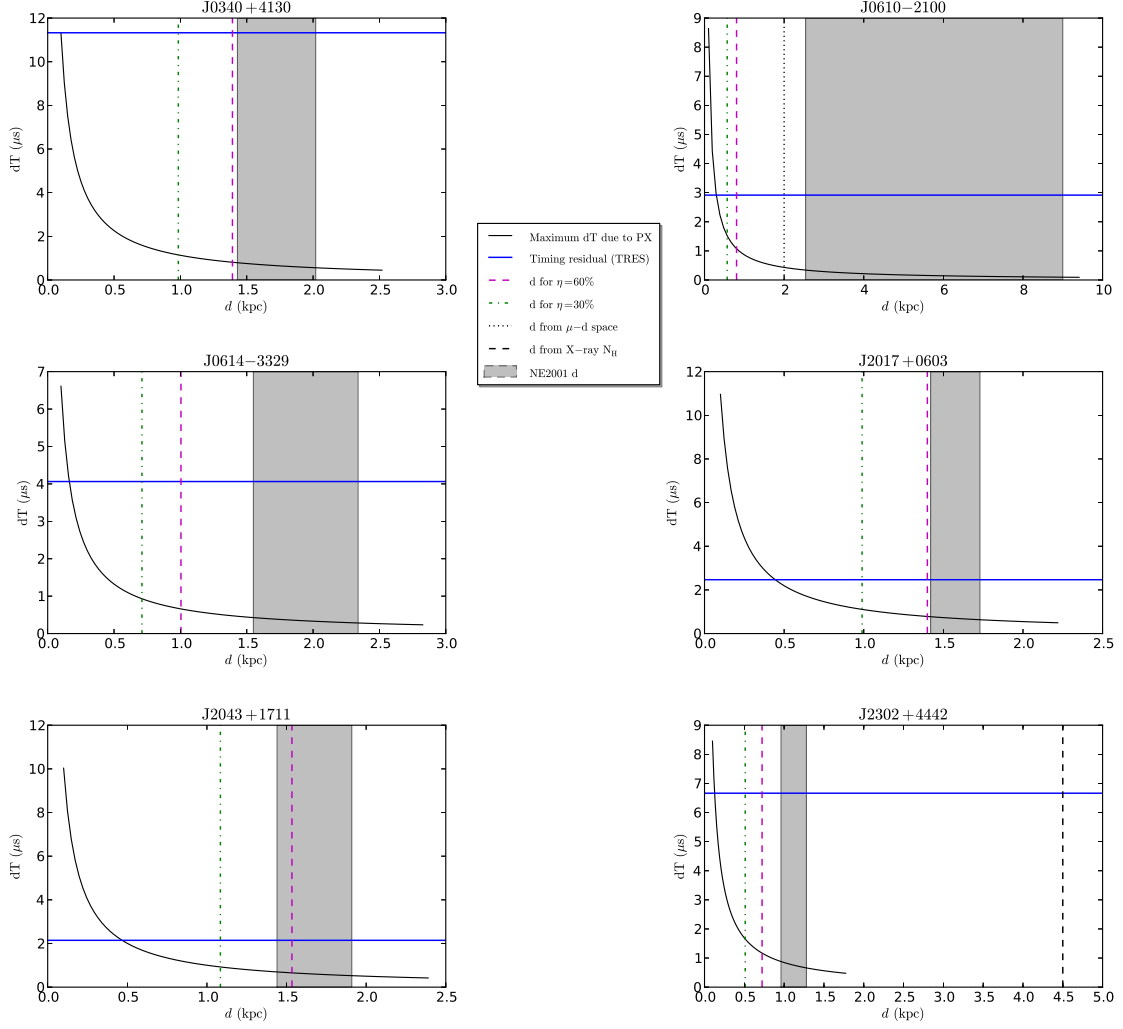 J0340+4130
12
10
8
6
4
2
0
dT (μs)
0.0 0.5 1.0 1.5 2.0 2.5 3.0
d (kpc)
J0610−2100
9
8
7
6
5
4
3
2
1
0
dT (μs)
0 2 4 6 8 10
d (kpc)
Maximum dT due to PX
Timing residual (TRES)
d for η=60%
d for η=30%
d from μ−d space
d from X−ray N_H
NE2001 d
J0614−3329
7
6
5
4
3
2
1
0
dT (μs)
0.0 0.5 1.0 1.5 2.0 2.5 3.0
d (kpc)
J2017+0603
12
10
8
6
4
2
0
dT (μs)
0.0 0.5 1.0 1.5 2.0 2.5
d (kpc)
J2043+1711
12
10
8
6
4
2
0
dT (μs)
0.0 0.5 1.0 1.5 2.0 2.5
d (kpc)
J2302+4442
9
8
7
6
5
4
3
2
1
0
dT (μs)
0.0 0.5 1.0 1.5 2.0 2.5 3.0 3.5 4.0 4.5 5.0
d (kpc)